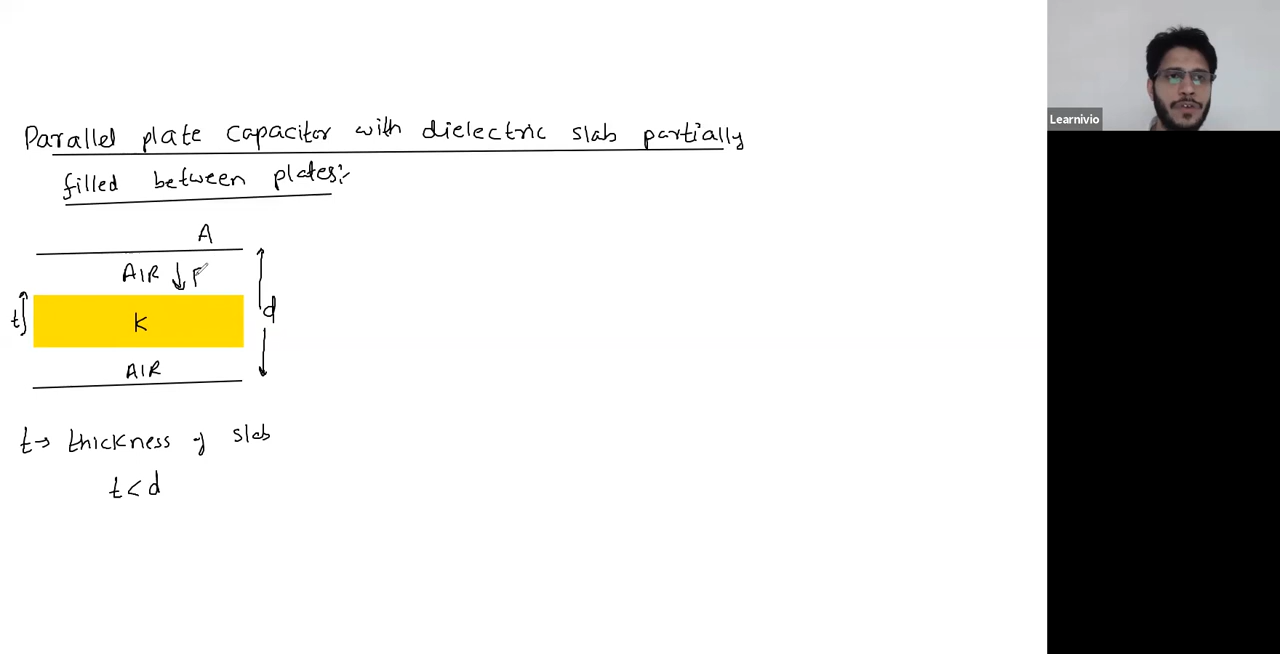 Parallel plate capacitor with dielectric slab partially
filled between plates:-
A
AIR
t
K
d
AIR
t → thickness of slab
t < d
Learnivio